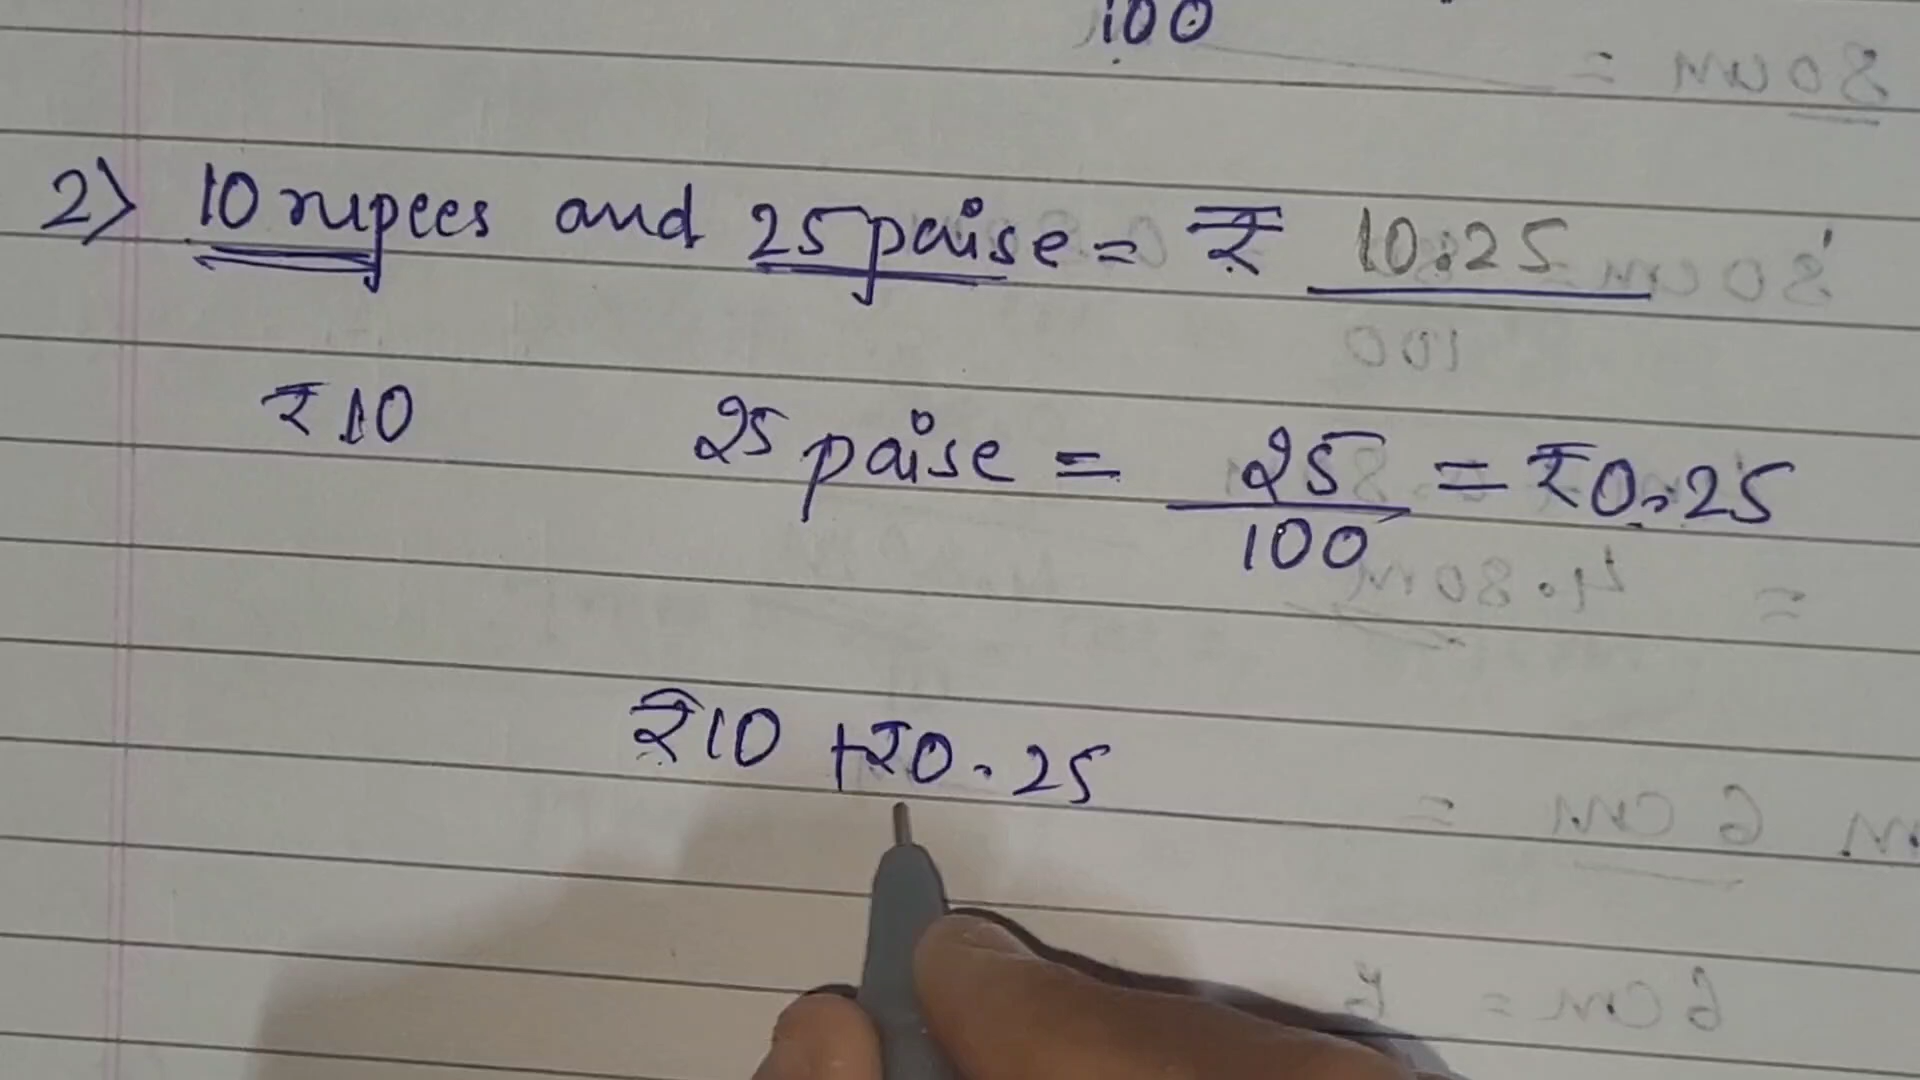 100
2) 10 rupees and 25 paise = ₹ 10.25
₹10 25 paise = 25/100 = ₹0.25
₹10 + ₹0.25